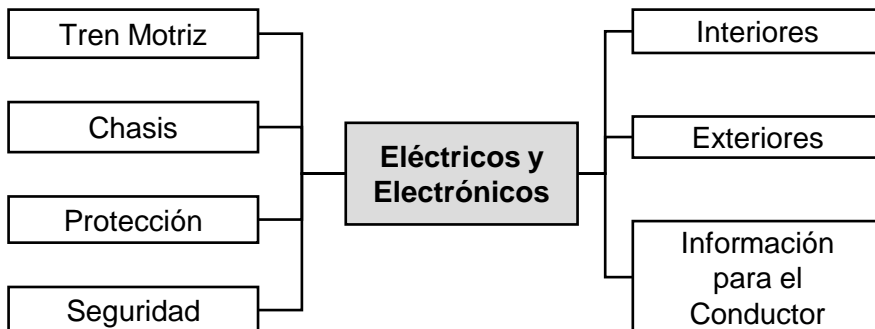 Tren Motriz
Chasis
Protección
Seguridad
Eléctricos y
Electrónicos
Interiores
Exteriores
Información
para el
Conductor